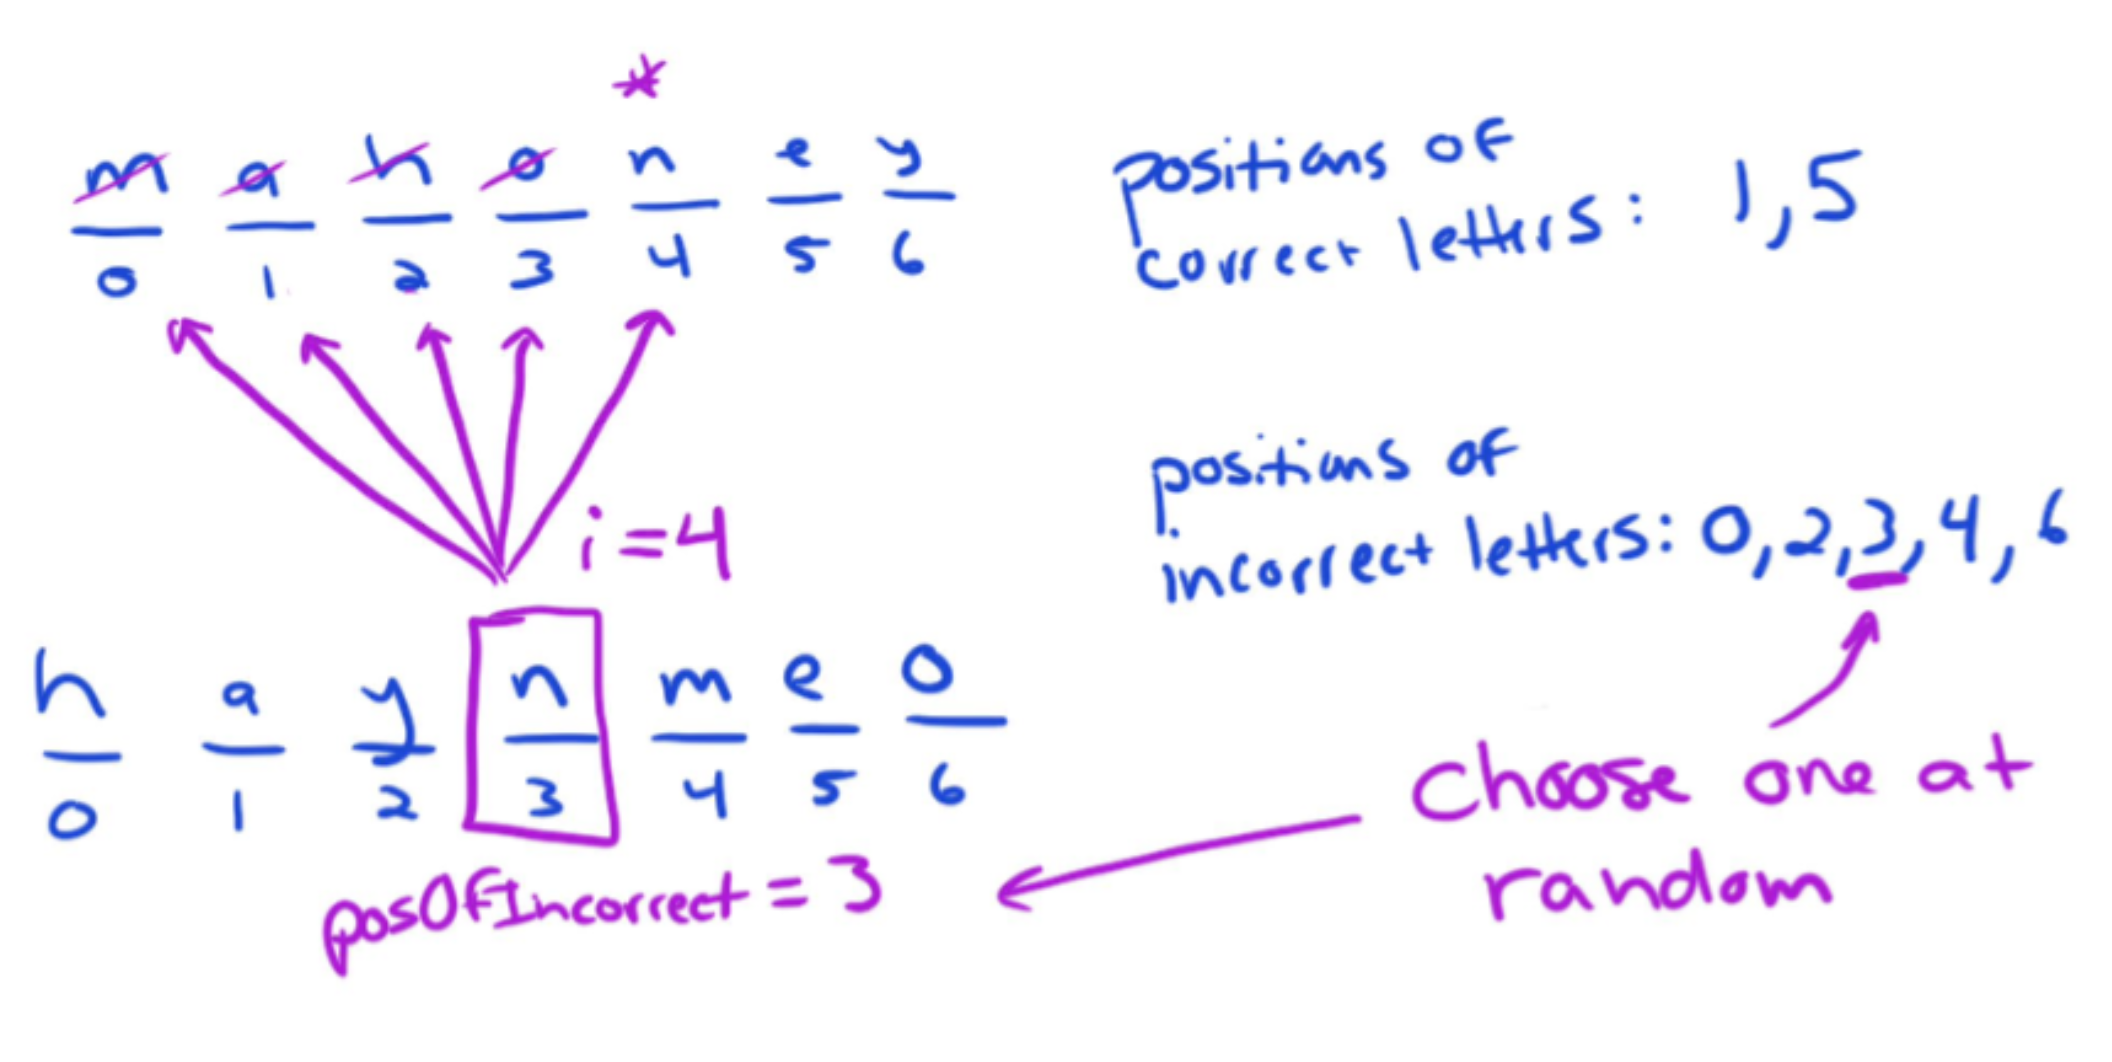 *
m a h o n e y
0 1 2 3 4 5 6
positions of
correct letters: 1,5
positions of
incorrect letters: 0,2,3,4,6
i=4
h a y n m e o
0 1 2 3 4 5 6
posOfIncorrect = 3
choose one at
random